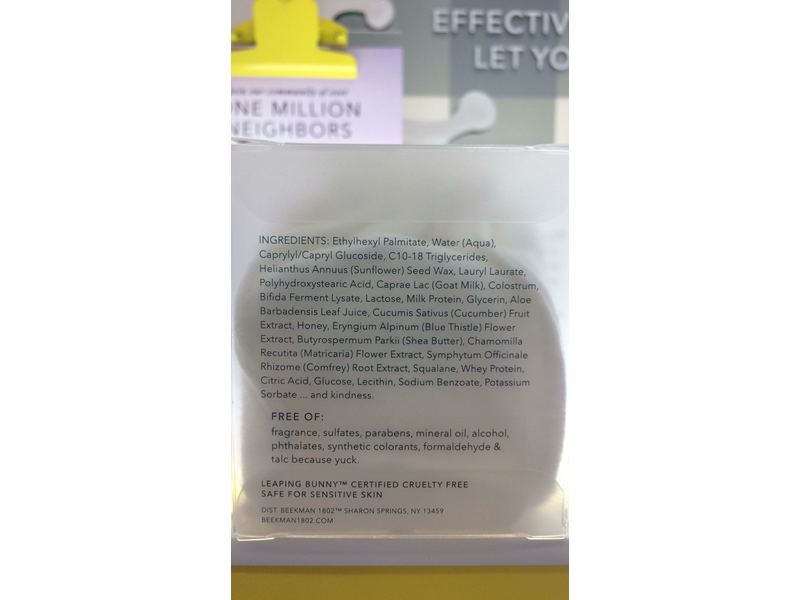 EFFECTIV
LET YO
our community of over
ONE MILLION
NEIGHBORS
INGREDIENTS: Ethylhexyl Palmitate, Water (Aqua),
Caprylyl/Capryl Glucoside, C10-18 Triglycerides,
Helianthus Annuus (Sunflower) Seed Wax, Lauryl Laurate,
Polyhydroxystearic Acid, Caprae Lac (Goat Milk), Colostrum,
Bifida Ferment Lysate, Lactose, Milk Protein, Glycerin, Aloe
Barbadensis Leaf Juice, Cucumis Sativus (Cucumber) Fruit
Extract, Honey, Eryngium Alpinum (Blue Thistle) Flower
Extract, Butyrospermum Parkii (Shea Butter), Chamomilla
Recutita (Matricaria) Flower Extract, Symphytum Officinale
Rhizome (Comfrey) Root Extract, Squalane, Whey Protein,
Citric Acid, Glucose, Lecithin, Sodium Benzoate, Potassium
Sorbate ... and kindness.
FREE OF:
fragrance, sulfates, parabens, mineral oil, alcohol,
phthalates, synthetic colorants, formaldehyde &
talc because yuck.
LEAPING BUNNY™ CERTIFIED CRUELTY FREE
SAFE FOR SENSITIVE SKIN
DIST. BEEKMAN 1802™ SHARON SPRINGS, NY 13459
BEEKMAN1802.COM